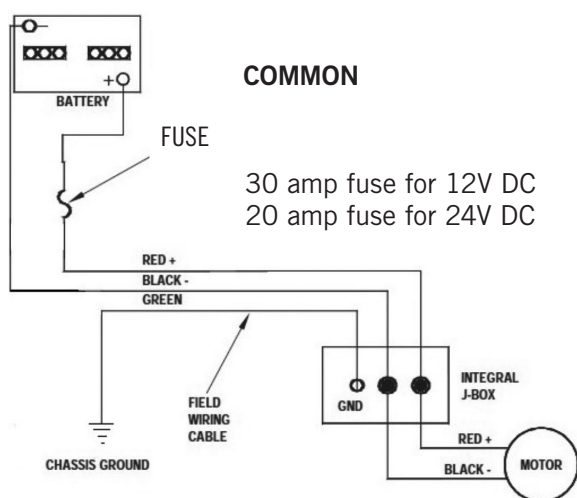 +
BATTERY
COMMON
FUSE
30 amp fuse for 12V DC
20 amp fuse for 24V DC
RED +
BLACK -
GREEN
FIELD
WIRING
CABLE
CHASSIS GROUND
GND
INTEGRAL
J-BOX
RED +
BLACK -
MOTOR